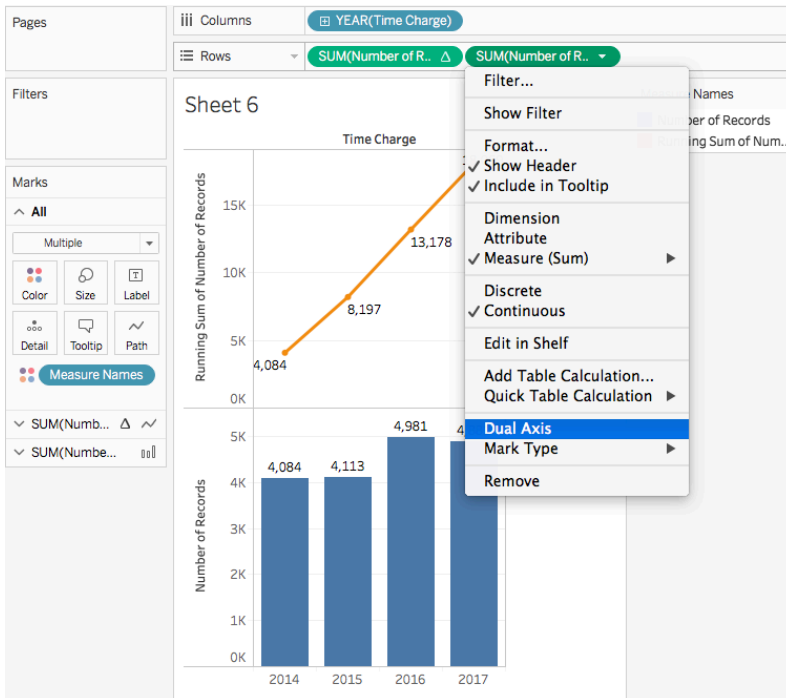 Pages
iii Columns
YEAR(Time Charge)
Rows
SUM(Number of R.. Δ
SUM(Number of R..
Filters
Marks
All
Multiple
Color
Size
Label
Detail
Tooltip
Path
Measure Names
SUM(Numb... Δ
SUM(Numbe...
Sheet 6
Time Charge
Running Sum of Number of Records
15K
10K
5K
0K
4,084
8,197
13,178
Number of Records
5K
4K
3K
2K
1K
0K
4,084
4,113
4,981
2014
2015
2016
2017
Filter...
Show Filter
Format...
✓ Show Header
✓ Include in Tooltip
Dimension
Attribute
✓ Measure (Sum)
Discrete
✓ Continuous
Edit in Shelf
Add Table Calculation...
Quick Table Calculation
Dual Axis
Mark Type
Remove
Names
of Records
Sum of Num...